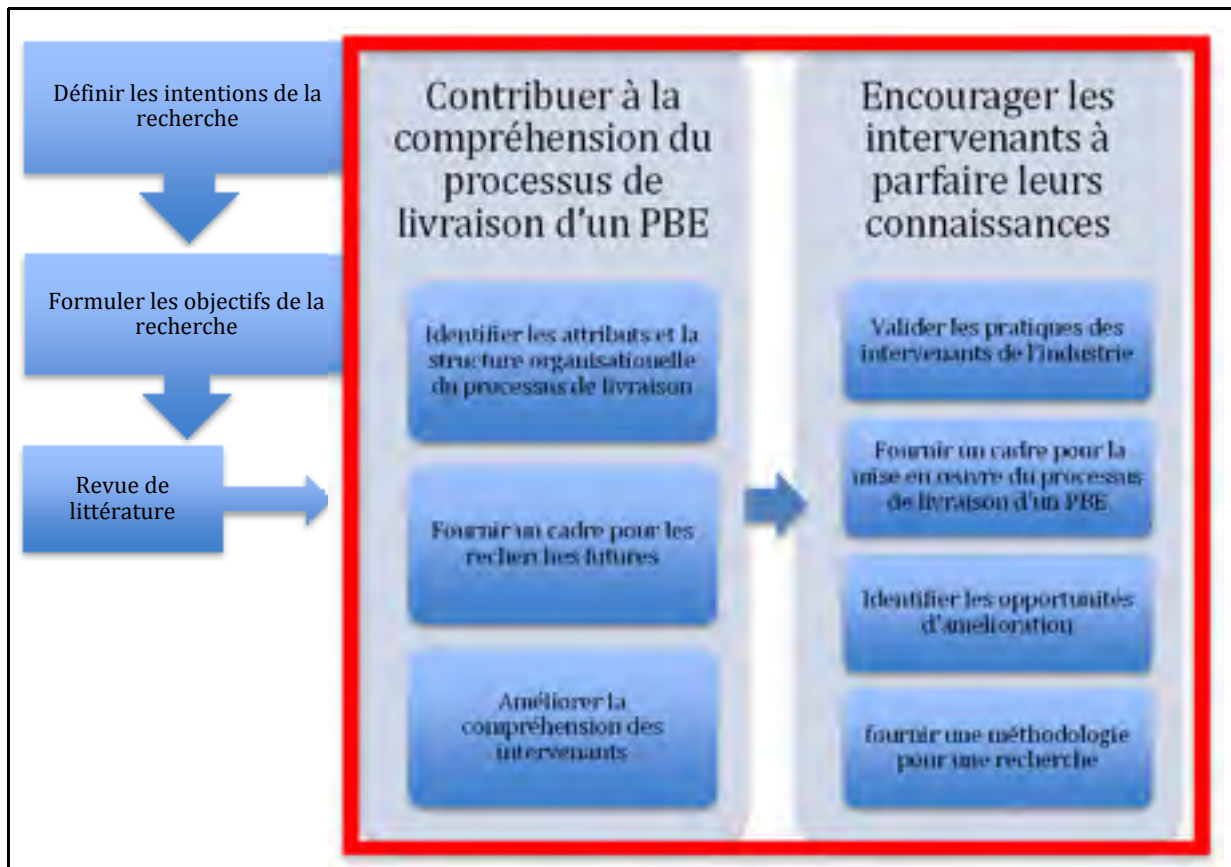 Définir les intentions de la
recherche
Formuler les objectifs de la
recherche
Revue de
littérature
Contribuer à la
compréhension du
processus de
livraison d'un PBE
Identifier les attributs et la
structure organisationelle
du processus de livraison
Fournir un cadre pour les
recherches futures
Améliorer la
compréhension des
intervenants
Encourager les
intervenants à
parfaire leurs
connaissances
Valider les pratiques des
intervenants de l'industrie
Fournir un cadre pour la
mise en œuvre du processus
de livraison d'un PBE
Identifier les opportunités
d'amelioration
fournir une méthodologie
pour une recherche